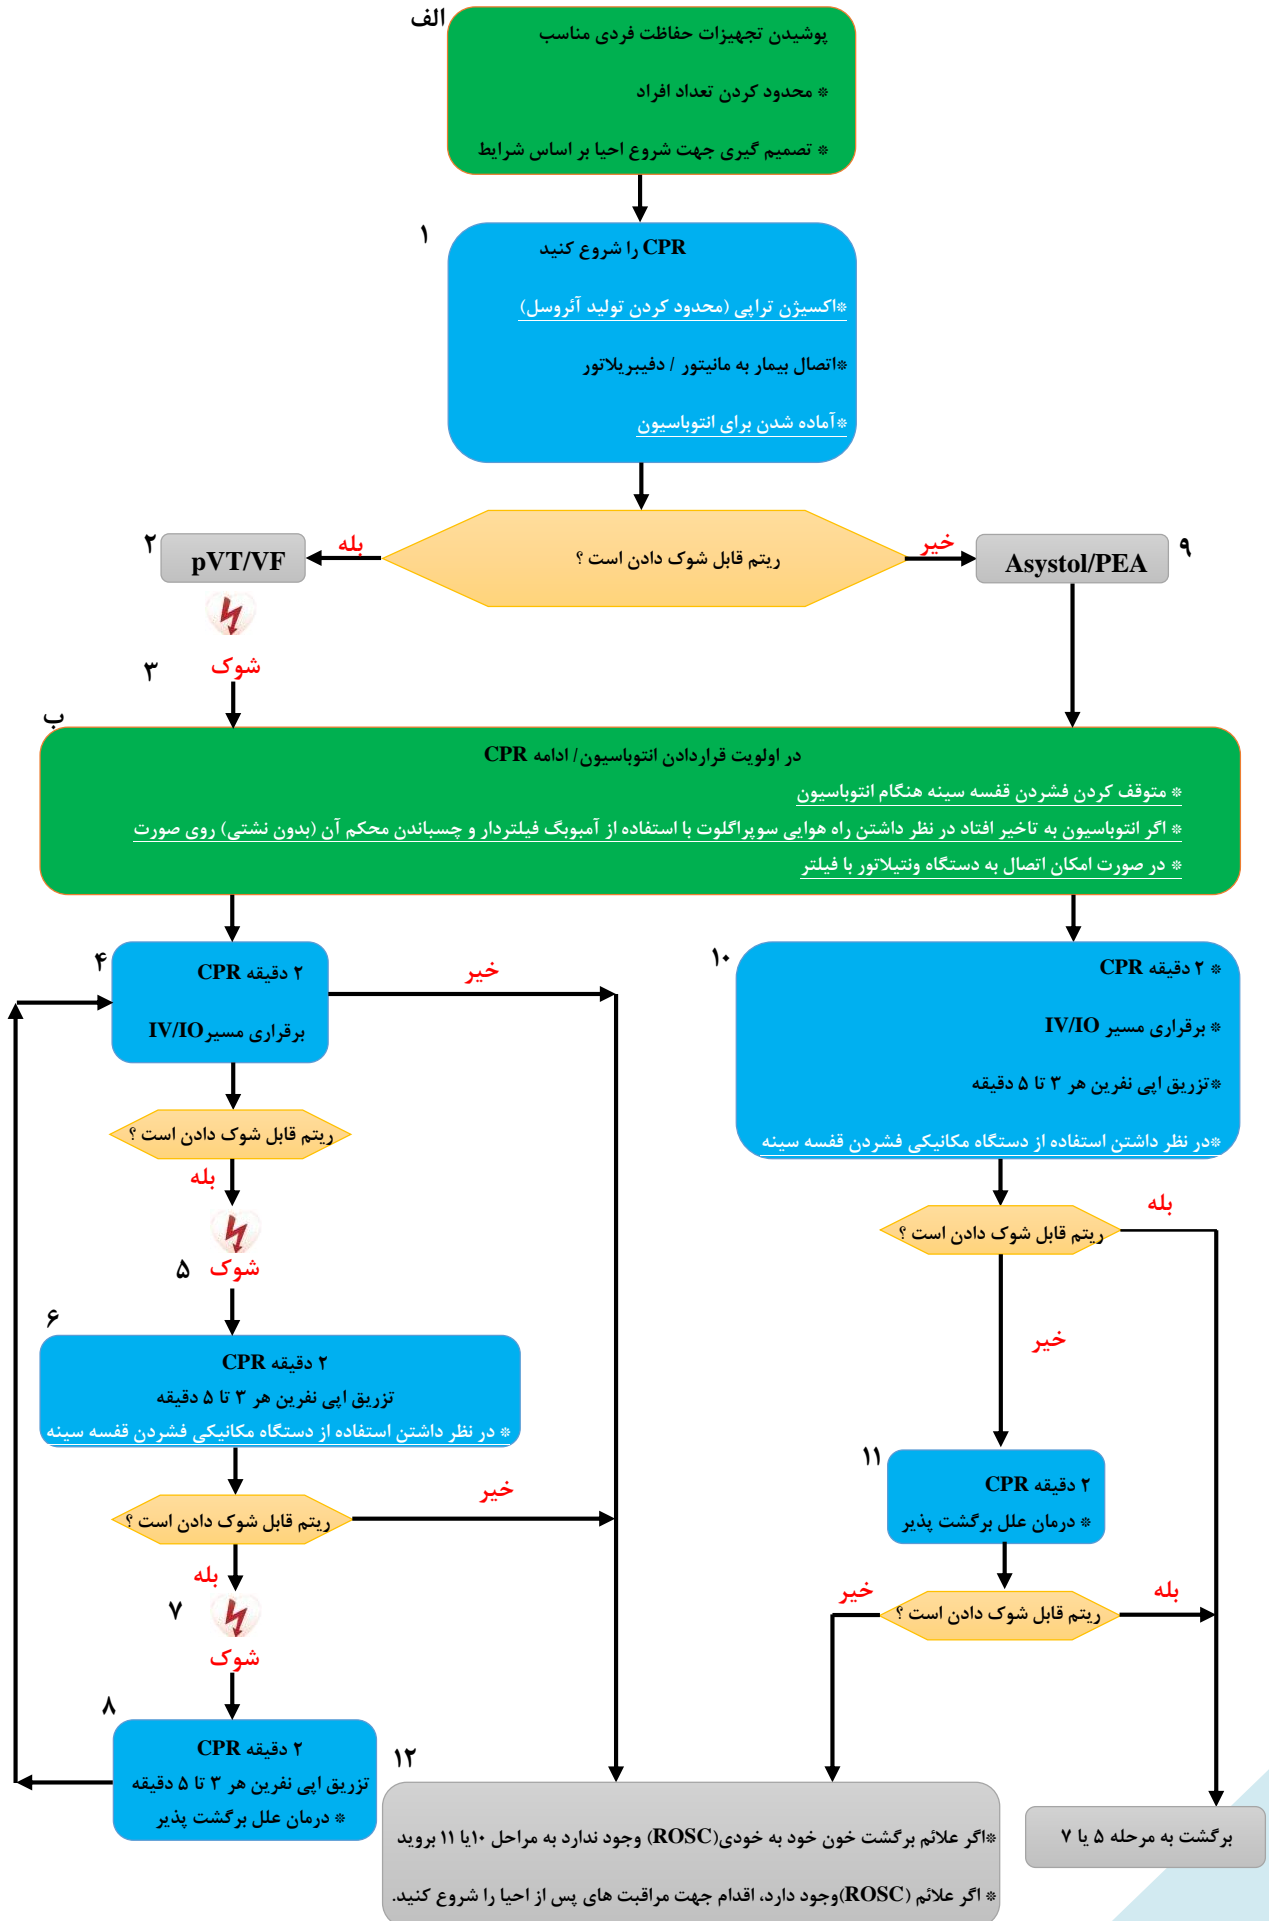 الف
پوشیدن تجهیزات حفاظت فردی مناسب
* محدود کردن تعداد افراد
* تصمیم گیری جهت شروع احیا بر اساس شرایط
۱
CPR را شروع کنید
*اکسیژن تراپی (محدود کردن تولید آئروسل)
*اتصال بیمار به مانیتور / دفیبریلاتور
*آماده شدن برای انتوباسیون
ریتم قابل شوک دادن است ؟
خیر
بله
۹
Asystol/PEA
۲
pVT/VF
۳
شوک
ب
در اولویت قراردادن انتوباسیون/ ادامه CPR
* متوقف کردن فشردن قفسه سینه هنگام انتوباسیون
* اگر انتوباسیون به تاخیر افتاد در نظر داشتن راه هوایی سوپراگلوت با استفاده از آمبوبگ فیلتردار و چسباندن محکم آن (بدون نشتی) روی صورت
* در صورت امکان اتصال به دستگاه ونتیلاتور با فیلتر
۴
۲ دقیقه CPR
برقراری مسیر IV/IO
خیر
ریتم قابل شوک دادن است ؟
بله
شوک
۵
۶
۲ دقیقه CPR
تزریق اپی نفرین هر ۳ تا ۵ دقیقه
* در نظر داشتن استفاده از دستگاه مکانیکی فشردن قفسه سینه
ریتم قابل شوک دادن است ؟
خیر
بله
۷
شوک
۸
۲ دقیقه CPR
تزریق اپی نفرین هر ۳ تا ۵ دقیقه
* درمان علل برگشت پذیر
۱۰
* ۲ دقیقه CPR
* برقراری مسیر IV/IO
*تزریق اپی نفرین هر ۳ تا ۵ دقیقه
*در نظر داشتن استفاده از دستگاه مکانیکی فشردن قفسه سینه
ریتم قابل شوک دادن است ؟
بله
خیر
۱۱
۲ دقیقه CPR
* درمان علل برگشت پذیر
ریتم قابل شوک دادن است ؟
بله
خیر
۱۲
*اگر علائم برگشت خون خود به خودی(ROSC) وجود ندارد به مراحل ۱۰یا ۱۱ بروید
* اگر علائم (ROSC)وجود دارد، اقدام جهت مراقبت های پس از احیا را شروع کنید.
برگشت به مرحله ۵ یا ۷